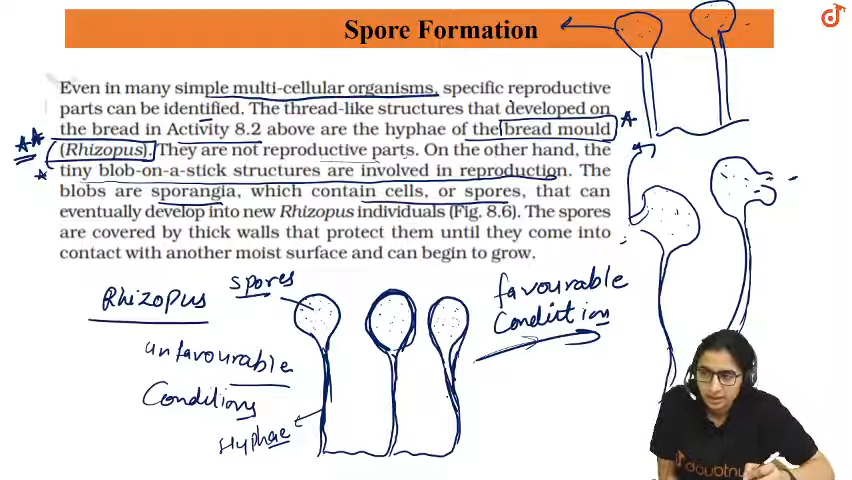 Spore Formation
Even in many simple multi-cellular organisms, specific reproductive
parts can be identified. The thread-like structures that developed on
the bread in Activity 8.2 above are the hyphae of the bread mould
(Rhizopus). They are not reproductive parts. On the other hand, the
tiny blob-on-a-stick structures are involved in reproduction. The
blobs are sporangia, which contain cells, or spores, that can
eventually develop into new Rhizopus individuals (Fig. 8.6). The spores
are covered by thick walls that protect them until they come into
contact with another moist surface and can begin to grow.
Rhizopus
spores
favourable
Condition
unfavourable
Conditions
Hyphae
doubtnut